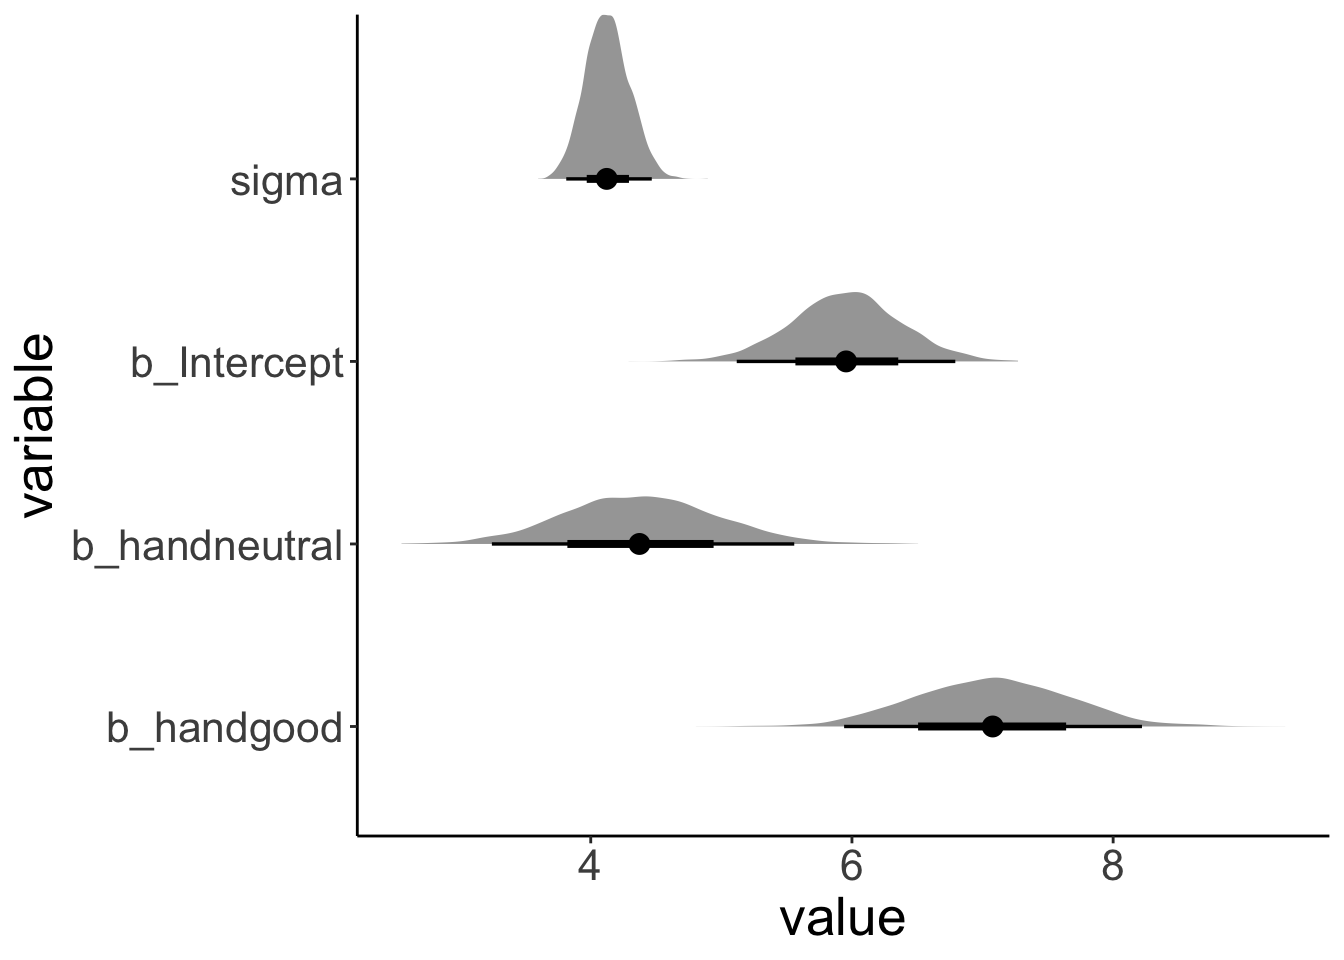 variable
sigma
b_Intercept
b_handneutral
b_handgood
4 6 8
value